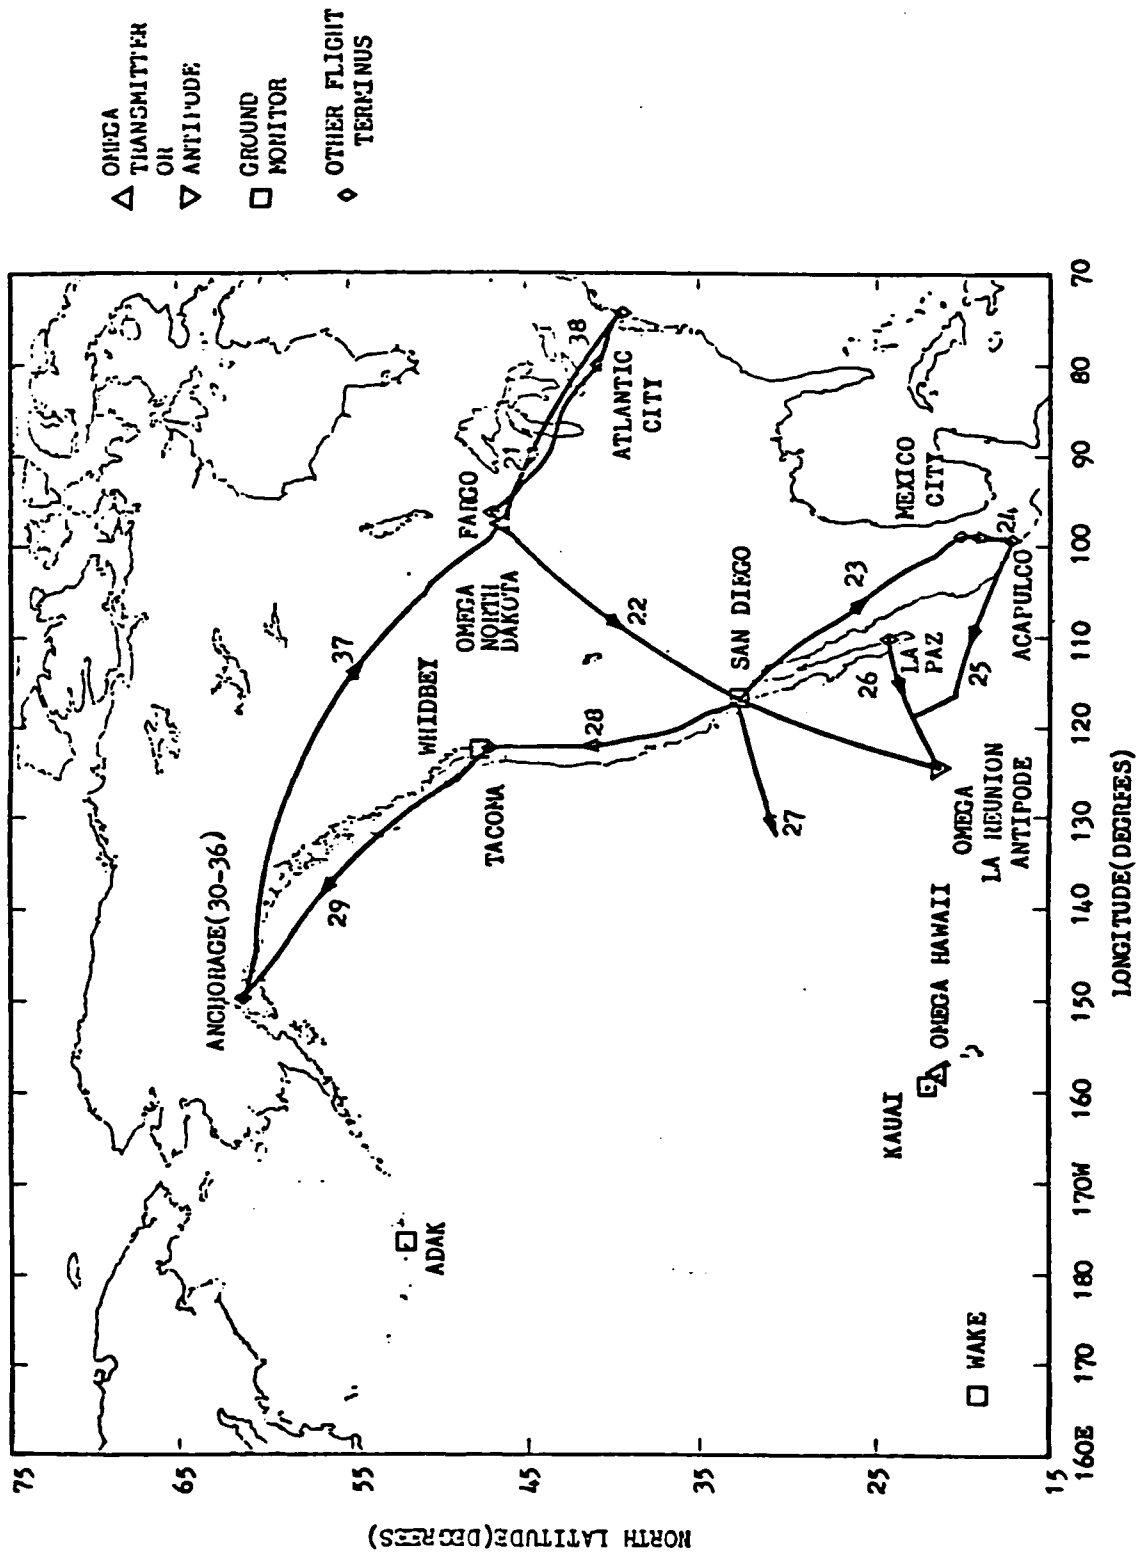 OMEGA
TRANSMITTER
OR
ANTIPODE
GROUND
MONITOR
OTHER FLIGHT
TERMINUS
NORTH LATITUDE(DEGREES)
75
65
55
45
35
25
15
ANCHORAGE(30-36)
37
29
ADAK
WHIDBEY
TACOMA
28
FARGO
OMEGA
NORTH
DAKOTA
21
38
ATLANTIC
CITY
22
SAN DIEGO
23
MEXICO
CITY
24
ACAPULCO
25
26
LA
PAZ
27
OMEGA
LA REUNION
ANTIPODE
KAUAI
OMEGA HAWAII
WAKE
160E
170
180
170W
160
150
140
130
120
110
100
90
80
70
LONGITUDE(DEGREES)